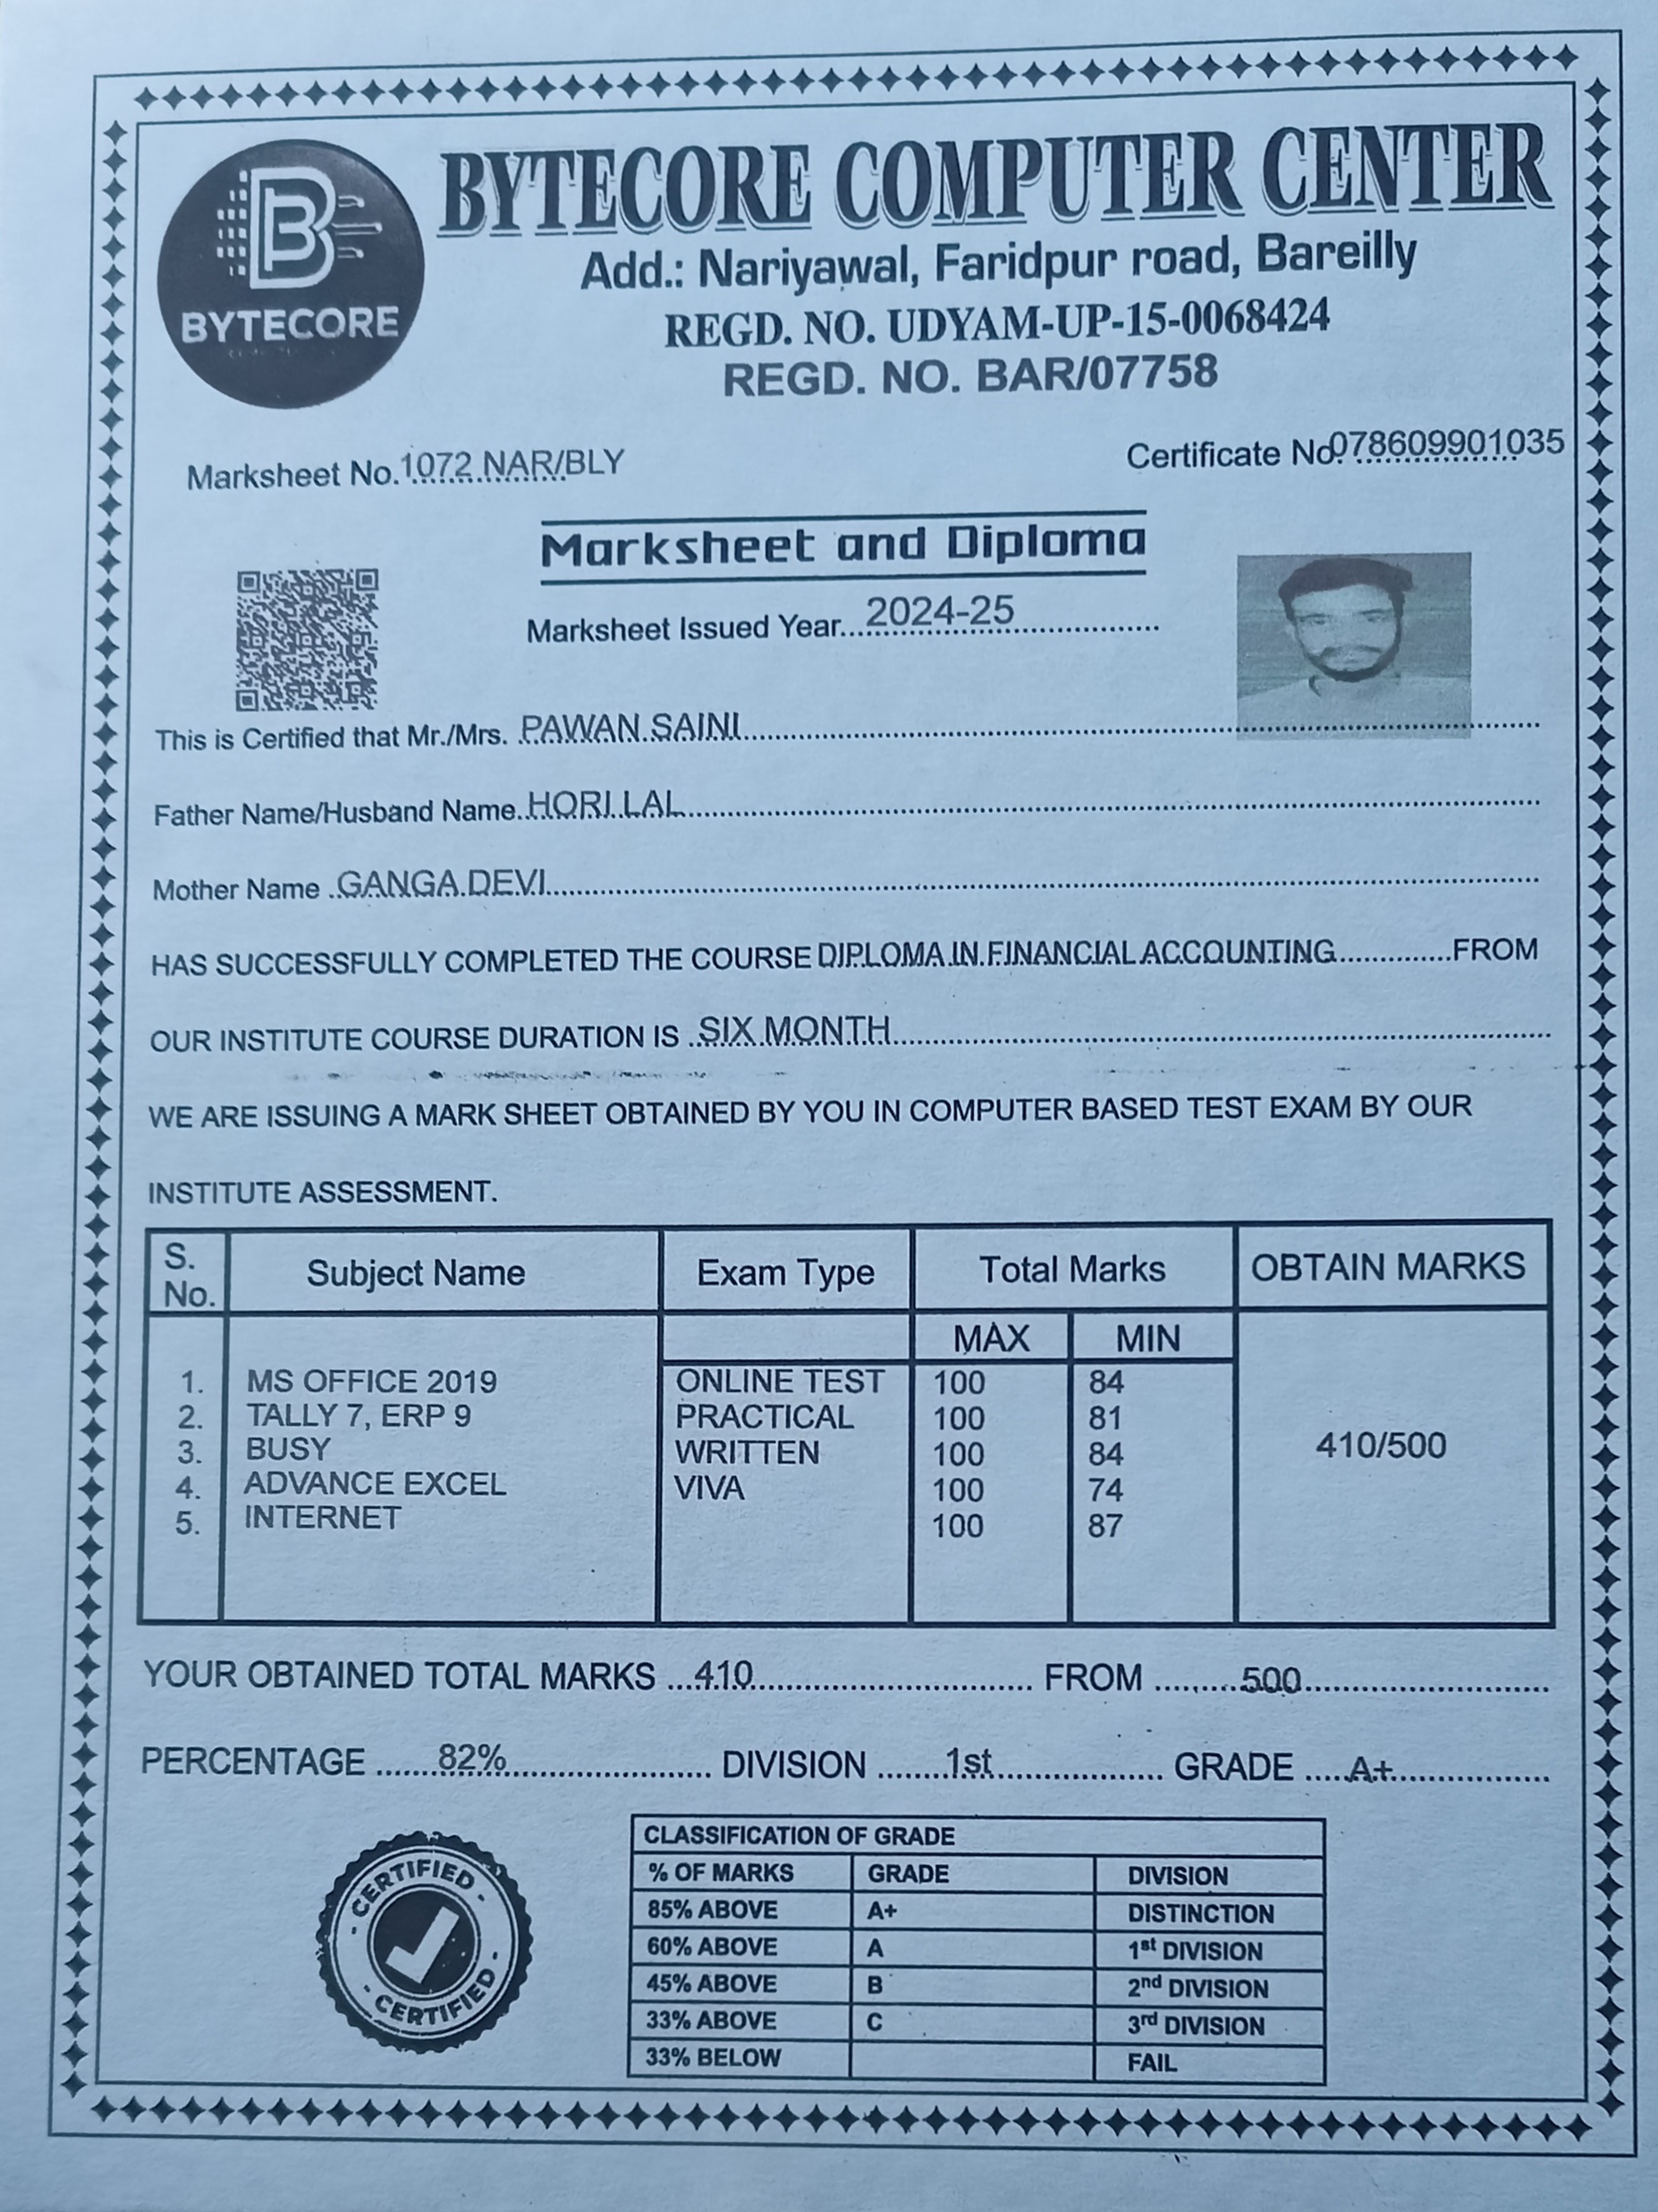 B
BYTECORE
BYTECORE COMPUTER CENTER
Add.: Nariyawal, Faridpur road, Bareilly
REGD. NO. UDYAM-UP-15-0068424
REGD. NO. BAR/07758
Marksheet No. 1072 NAR/BLY
Certificate No 078609901035
Marksheet and Diploma
Marksheet Issued Year... 2024-25
This is Certified that Mr./Mrs. PAWAN SAINI
Father Name/Husband Name.. HORI LAL
Mother Name . GANGA DEVI
HAS SUCCESSFULLY COMPLETED THE COURSE DIPLOMA IN FINANCIAL ACCOUNTING FROM
OUR INSTITUTE COURSE DURATION IS . SIX MONTH
WE ARE ISSUING A MARK SHEET OBTAINED BY YOU IN COMPUTER BASED TEST EXAM BY OUR
INSTITUTE ASSESSMENT.
S. No. Subject Name Exam Type Total Marks OBTAIN MARKS
MAX MIN
1. MS OFFICE 2019 ONLINE TEST 100 84
2. TALLY 7, ERP 9 PRACTICAL 100 81
3. BUSY WRITTEN 100 84 410/500
4. ADVANCE EXCEL VIVA 100 74
5. INTERNET 100 87
YOUR OBTAINED TOTAL MARKS ... 410 FROM ... 500
PERCENTAGE ... 82% DIVISION ... 1st GRADE ... A+
- CERTIFIED -
- CERTIFIED -
CLASSIFICATION OF GRADE
% OF MARKS GRADE DIVISION
85% ABOVE A+ DISTINCTION
60% ABOVE A 1st DIVISION
45% ABOVE B 2nd DIVISION
33% ABOVE C 3rd DIVISION
33% BELOW FAIL